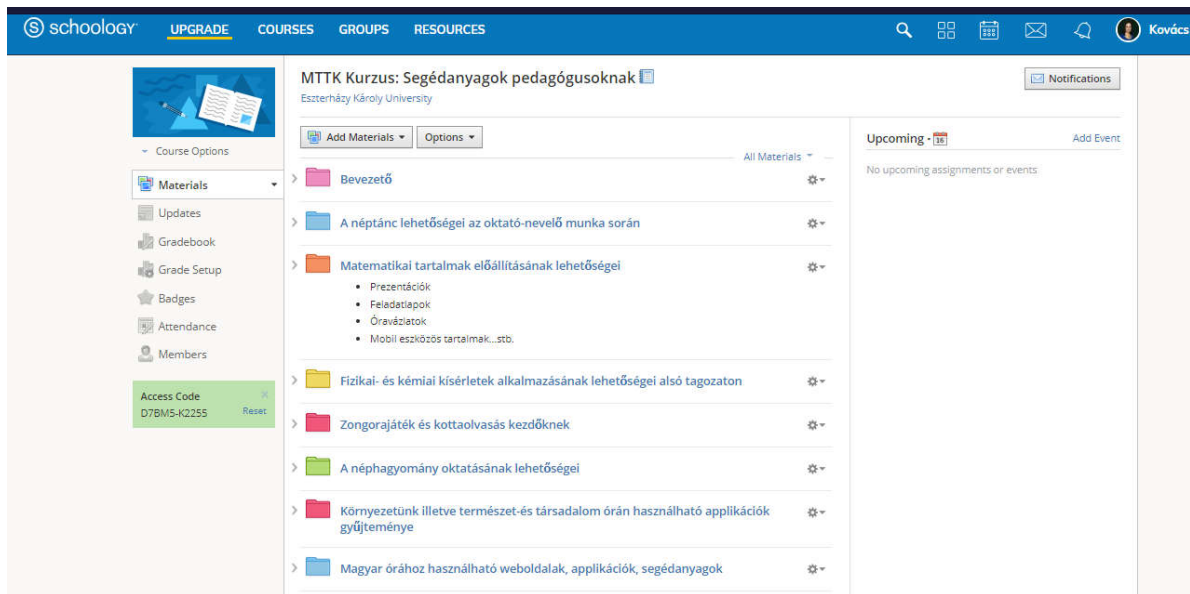 schoology
UPGRADE COURSES GROUPS RESOURCES
Kovács
MTTK Kurzus: Segédanyagok pedagógusoknak
Eszterházy Károly University
Notifications
Course Options
Materials
Updates
Gradebook
Grade Setup
Badges
Attendance
Members
Access Code
D7BM5-K2255 Reset
Add Materials Options
All Materials
Bevezető
A néptánc lehetőségei az oktató-nevelő munka során
Matematikai tartalmak előállításának lehetőségei
• Prezentációk
• Feladatlapok
• Óravázlatok
• Mobil eszközös tartalmak...stb.
Fizikai- és kémiai kísérletek alkalmazásának lehetőségei alsó tagozaton
Zongorajáték és kottaolvasás kezdőknek
A néphagyomány oktatásának lehetőségei
Környezetünk illetve természet-és társadalom órán használható applikációk
gyűjteménye
Magyar órához használható weboldalak, applikációk, segédanyagok
Upcoming · 16 Add Event
No upcoming assignments or events